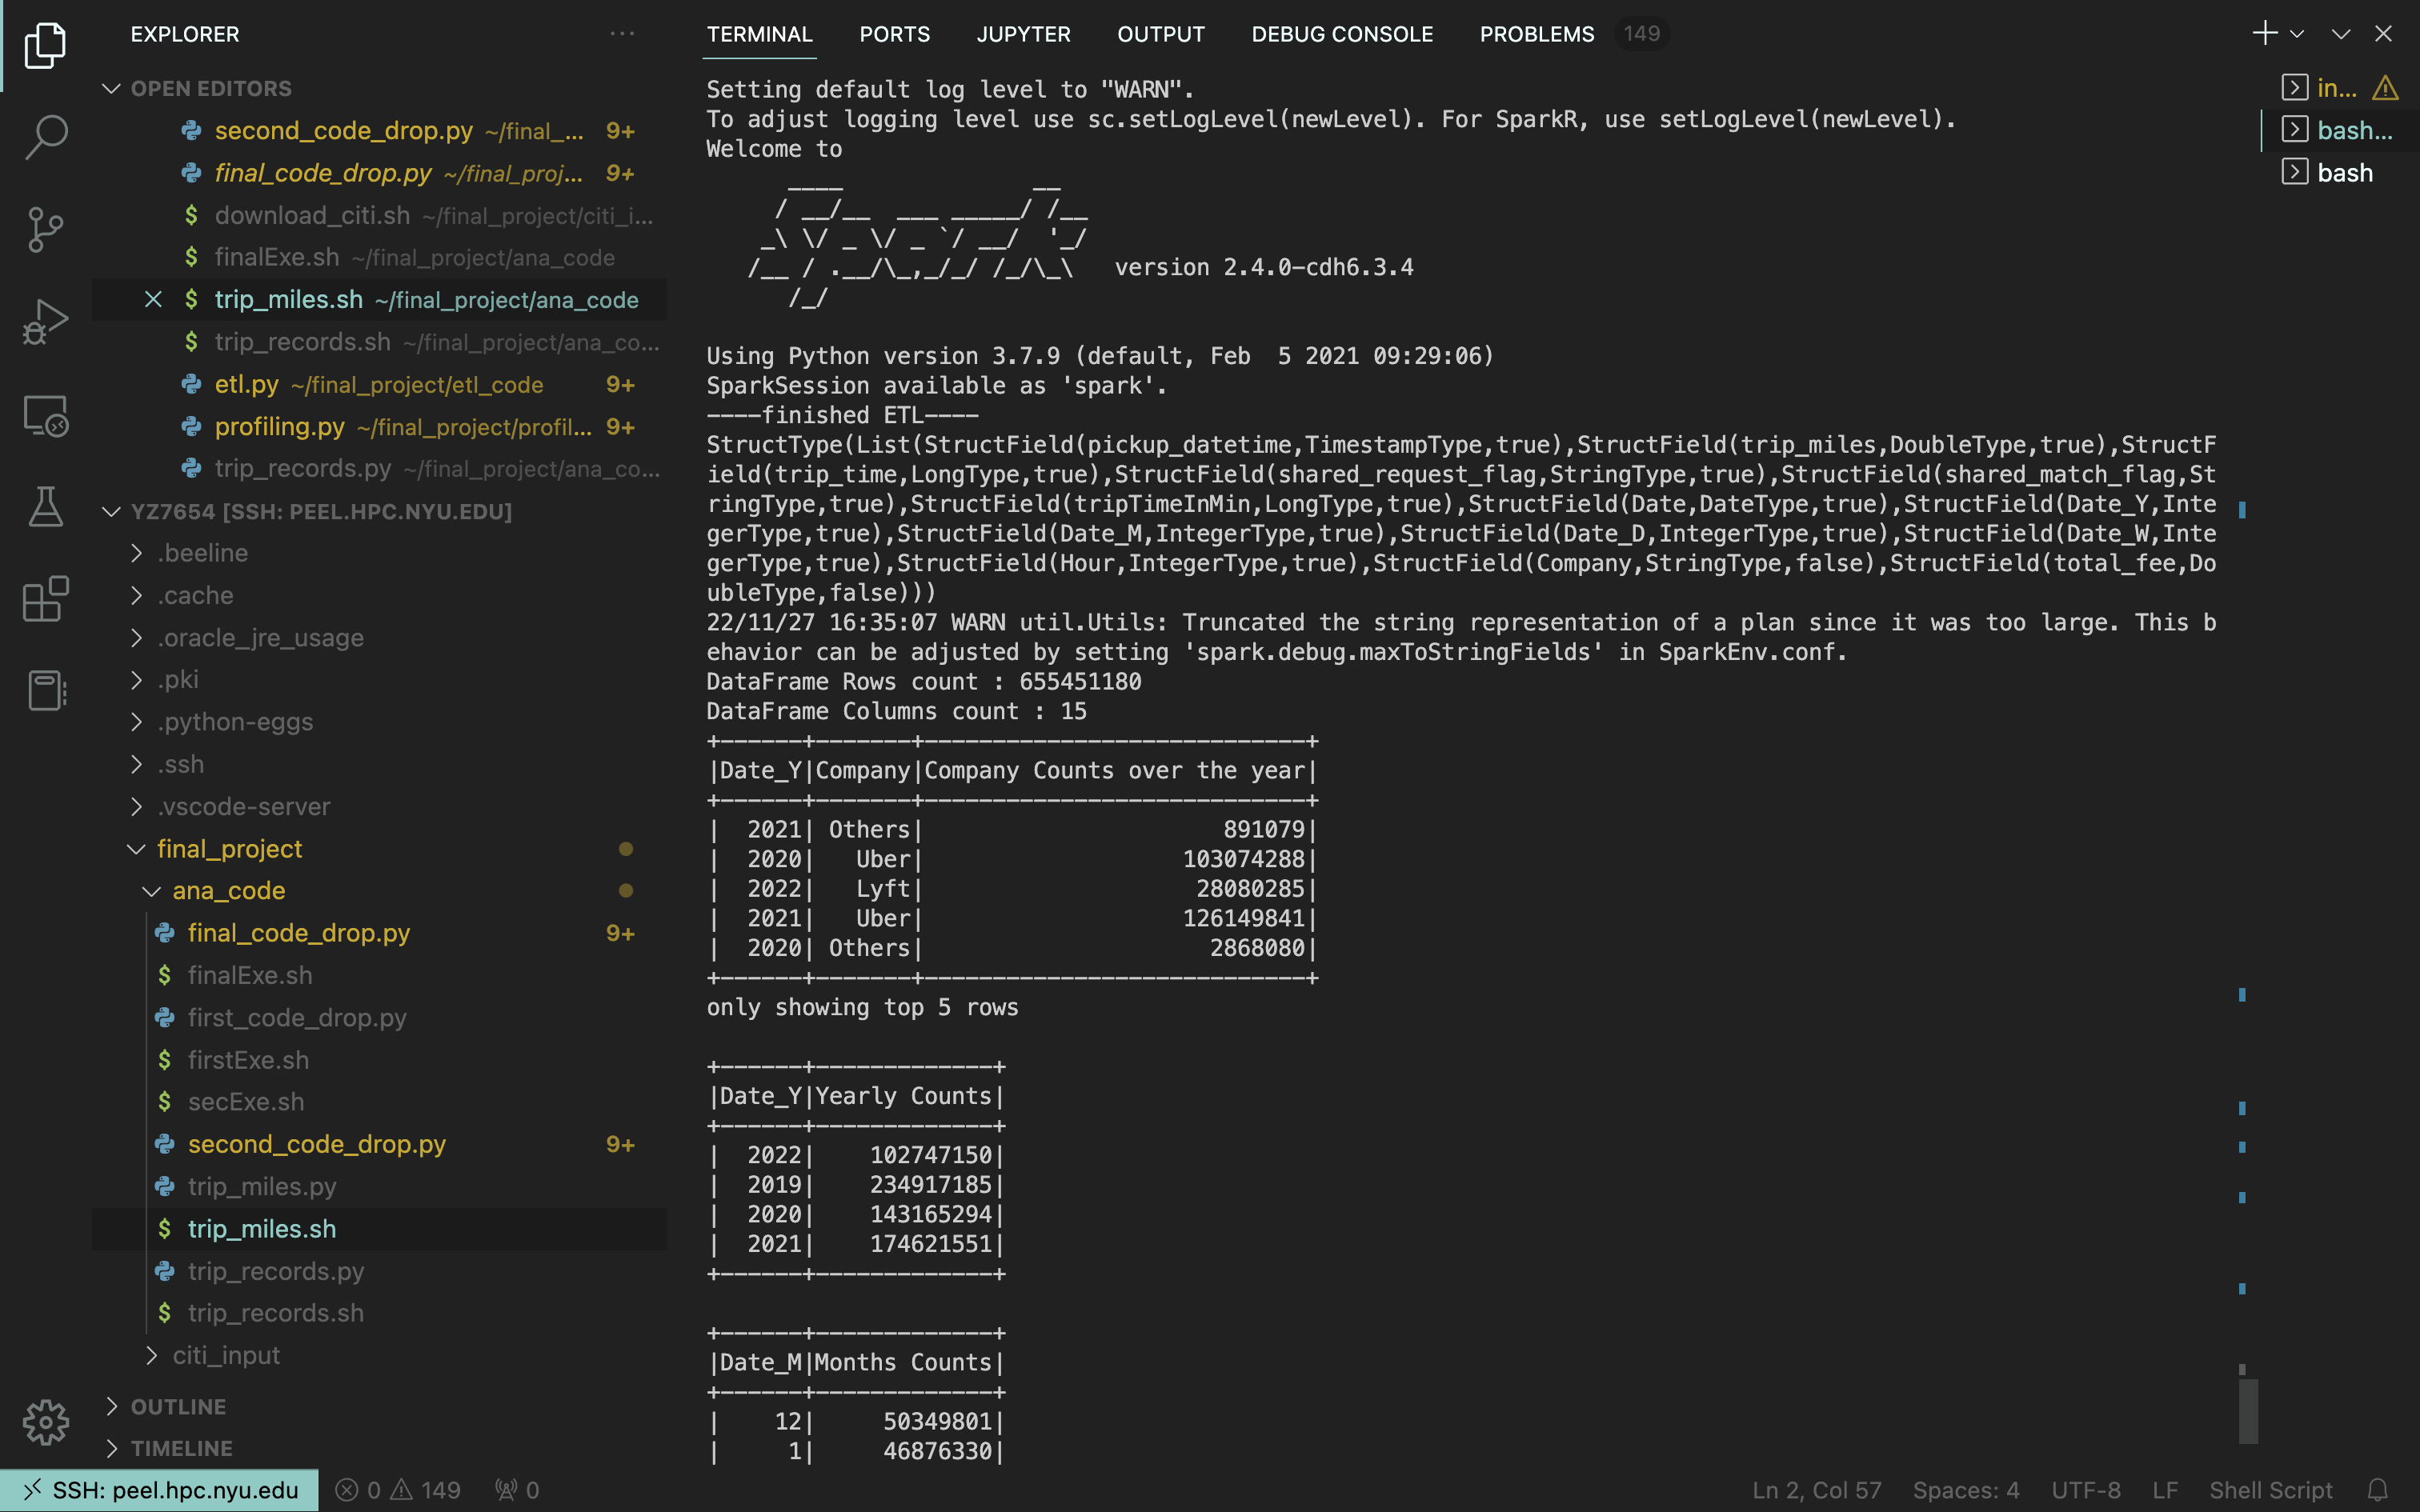 EXPLORER
OPEN EDITORS
second_code_drop.py ~/final_... 9+
final_code_drop.py ~/final_proj... 9+
$ download_citi.sh ~/final_project/citi_i...
$ finalExe.sh ~/final_project/ana_code
$ trip_miles.sh ~/final_project/ana_code
$ trip_records.sh ~/final_project/ana_co...
etl.py ~/final_project/etl_code 9+
profiling.py ~/final_project/profil... 9+
trip_records.py ~/final_project/ana_co...
YZ7654 [SSH: PEEL.HPC.NYU.EDU]
.beeline
.cache
.oracle_jre_usage
.pki
.python-eggs
.ssh
.vscode-server
final_project
ana_code
final_code_drop.py 9+
$ finalExe.sh
first_code_drop.py
$ firstExe.sh
$ secExe.sh
second_code_drop.py 9+
trip_miles.py
$ trip_miles.sh
trip_records.py
$ trip_records.sh
citi_input
OUTLINE
TIMELINE
TERMINAL PORTS JUPYTER OUTPUT DEBUG CONSOLE PROBLEMS 149
Setting default log level to "WARN".
To adjust logging level use sc.setLogLevel(newLevel). For SparkR, use setLogLevel(newLevel).
Welcome to
      ____              __
     / __/__  ___ _____/ /__
    _\ \/ _ \/ _ `/ __/  '_/
   /__ / .__/\_,_/_/ /_/\_\   version 2.4.0-cdh6.3.4
      /_/
Using Python version 3.7.9 (default, Feb  5 2021 09:29:06)
SparkSession available as 'spark'.
----finished ETL----
StructType(List(StructField(pickup_datetime,TimestampType,true),StructField(trip_miles,DoubleType,true),StructF
ield(trip_time,LongType,true),StructField(shared_request_flag,StringType,true),StructField(shared_match_flag,St
ringType,true),StructField(tripTimeInMin,LongType,true),StructField(Date,DateType,true),StructField(Date_Y,Inte
gerType,true),StructField(Date_M,IntegerType,true),StructField(Date_D,IntegerType,true),StructField(Date_W,Inte
gerType,true),StructField(Hour,IntegerType,true),StructField(Company,StringType,false),StructField(total_fee,Do
ubleType,false)))
22/11/27 16:35:07 WARN util.Utils: Truncated the string representation of a plan since it was too large. This b
ehavior can be adjusted by setting 'spark.debug.maxToStringFields' in SparkEnv.conf.
DataFrame Rows count : 655451180
DataFrame Columns count : 15
+------+-------+----------------------------+
|Date_Y|Company|Company Counts over the year|
+------+-------+----------------------------+
|  2021| Others|                      891079|
|  2020|   Uber|                   103074288|
|  2022|   Lyft|                    28080285|
|  2021|   Uber|                   126149841|
|  2020| Others|                     2868080|
+------+-------+----------------------------+
only showing top 5 rows
+------+-------------+
|Date_Y|Yearly Counts|
+------+-------------+
|  2022|    102747150|
|  2019|    234917185|
|  2020|    143165294|
|  2021|    174621551|
+------+-------------+
+------+-------------+
|Date_M|Months Counts|
+------+-------------+
|    12|     50349801|
|     1|     46876330|
in...
bash...
bash
SSH: peel.hpc.nyu.edu 0 149 0
Ln 2, Col 57 Spaces: 4 UTF-8 LF Shell Script